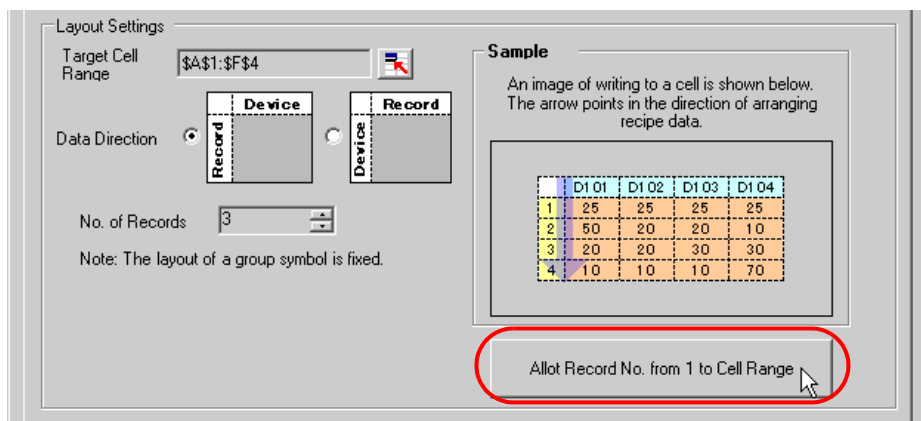 Layout Settings
Target Cell
Range
$A$1:$F$4
Data Direction
Device
Record
Record
Device
No. of Records
3
Note: The layout of a group symbol is fixed.
Sample
An image of writing to a cell is shown below.
The arrow points in the direction of arranging
recipe data.
D101 D102 D103 D104
1 25 25 25 25
2 50 20 20 10
3 20 20 30 30
4 10 10 10 70
Allot Record No. from 1 to Cell Range